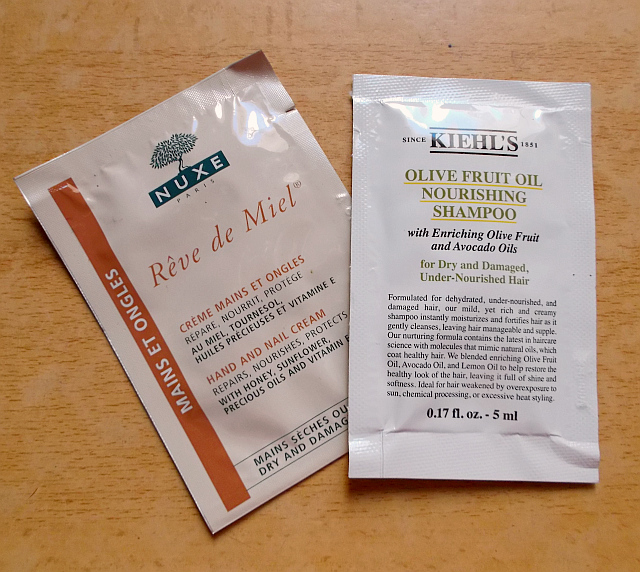 NUXE
PARIS
Rêve de Miel®
CRÈME MAINS ET ONGLES
RÉPARE, NOURRIT, PROTÈGE
AU MIEL, TOURNESOL,
HUILES PRÉCIEUSES ET VITAMINE E
HAND AND NAIL CREAM
REPAIRS, NOURISHES, PROTECTS
WITH HONEY, SUNFLOWER,
PRECIOUS OILS AND VITAMIN E
MAINS SÈCHES OU
DRY AND
MAINS ET ONGLES
SINCE KIEHL'S 1851
OLIVE FRUIT OIL
NOURISHING
SHAMPOO
with Enriching Olive Fruit
and Avocado Oils
for Dry and Damaged,
Under-Nourished Hair
Formulated for dehydrated, under-nourished, and
damaged hair, our mild, yet rich and creamy
shampoo instantly moisturizes and fortifies hair as it
gently cleanses, leaving hair manageable and supple.
Our nurturing formula contains the latest in haircare
science with molecules that mimic natural oils, which
coat healthy hair. We blended enriching Olive Fruit
Oil, Avocado Oil, and Lemon Oil to help restore the
healthy look of the hair, leaving it full of shine and
softness. Ideal for hair weakened by overexposure to
sun, chemical processing, or excessive heat styling.
0.17 fl. oz. - 5 ml